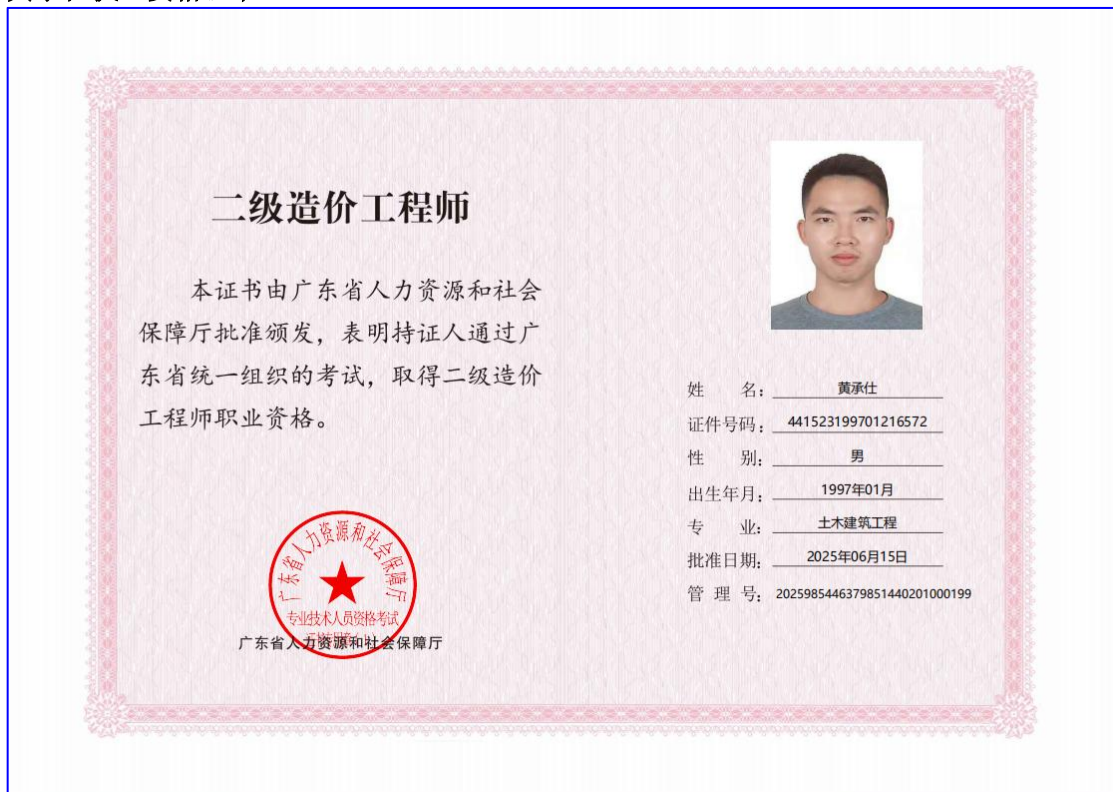 二级造价工程师
本证书由广东省人力资源和社会
保障厅批准颁发，表明持证人通过广
东省统一组织的考试，取得二级造价
工程师职业资格。
广东省人力资源和社会保障厅
专业技术人员资格考试
广东省人力资源和社会保障厅
姓 名：黄承仕
证件号码：441523199701216572
性 别：男
出生年月：1997年01月
专 业：土木建筑工程
批准日期：2025年06月15日
管 理 号：20259854463798514402010001​99